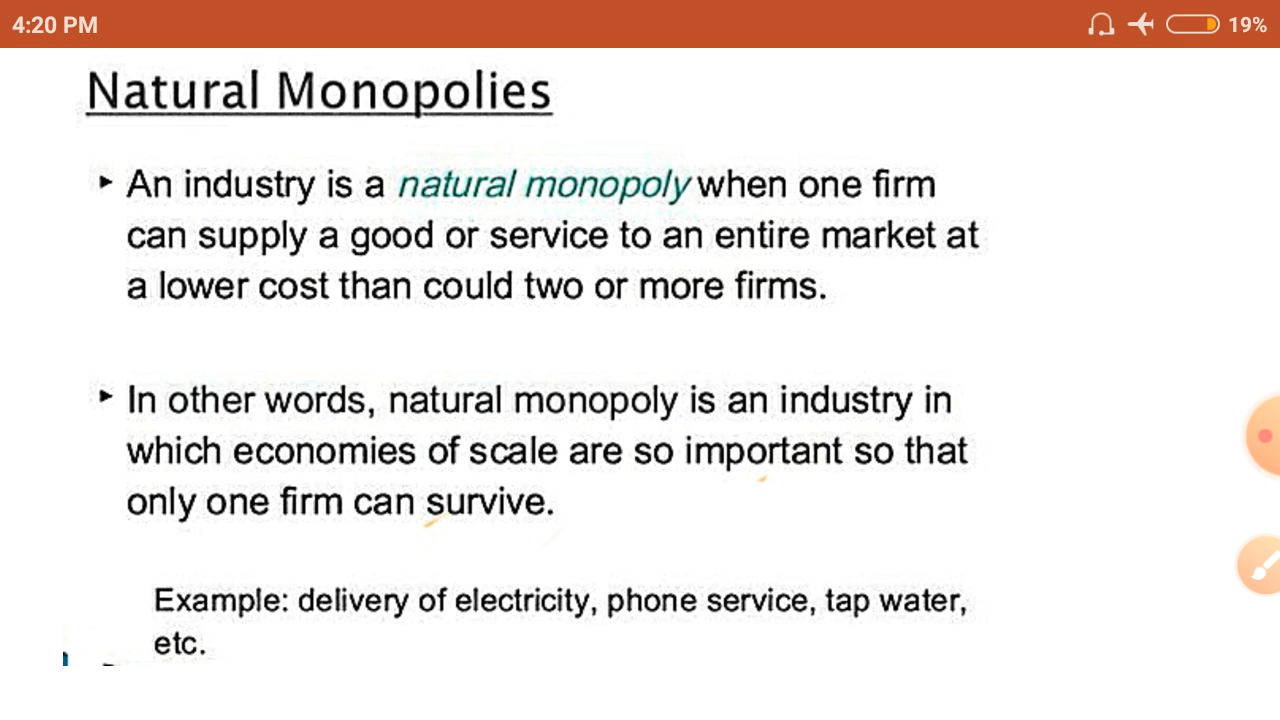 4:20 PM 19%
Natural Monopolies
An industry is a natural monopoly when one firm
can supply a good or service to an entire market at
a lower cost than could two or more firms.
In other words, natural monopoly is an industry in
which economies of scale are so important so that
only one firm can survive.
Example: delivery of electricity, phone service, tap water,
etc.